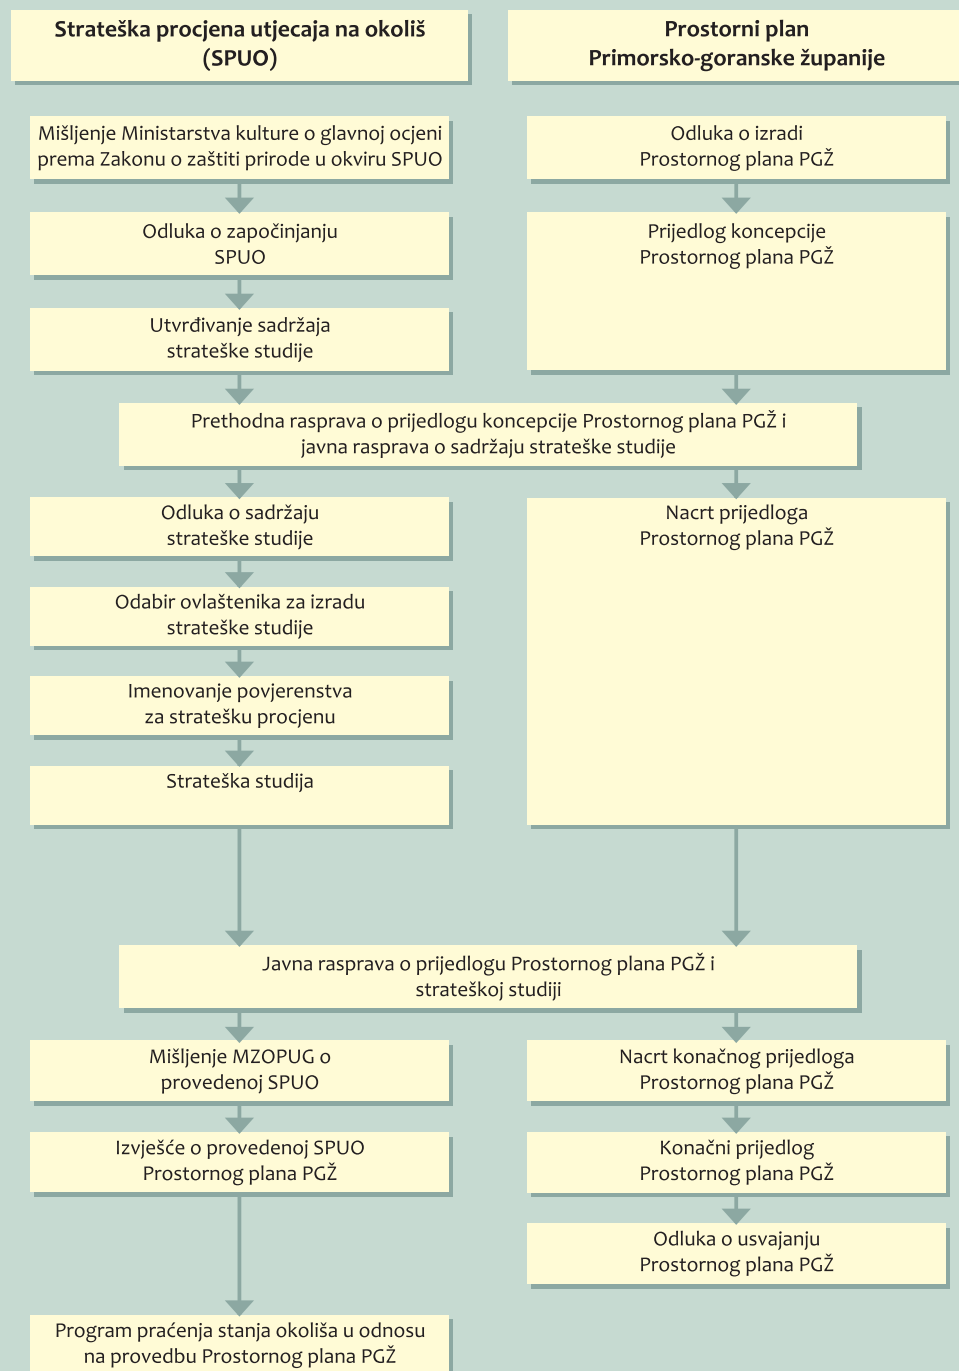 Strateška procjena utjecaja na okoliš
(SPUO)
Prostorni plan
Primorsko-goranske županije
Mišljenje Ministarstva kulture o glavnoj ocjeni
prema Zakonu o zaštiti prirode u okviru SPUO
Odluka o izradi
Prostornog plana PGŽ
Odluka o započinjanju
SPUO
Prijedlog koncepcije
Prostornog plana PGŽ
Utvrđivanje sadržaja
strateške studije
Prethodna rasprava o prijedlogu koncepcije Prostornog plana PGŽ i
javna rasprava o sadržaju strateške studije
Odluka o sadržaju
strateške studije
Nacrt prijedloga
Prostornog plana PGŽ
Odabir ovlaštenika za izradu
strateške studije
Imenovanje povjerenstva
za stratešku procjenu
Strateška studija
Javna rasprava o prijedlogu Prostornog plana PGŽ i
strateškoj studiji
Mišljenje MZOPUG o
provedenoj SPUO
Nacrt konačnog prijedloga
Prostornog plana PGŽ
Izvješće o provedenoj SPUO
Prostornog plana PGŽ
Konačni prijedlog
Prostornog plana PGŽ
Odluka o usvajanju
Prostornog plana PGŽ
Program praćenja stanja okoliša u odnosu
na provedbu Prostornog plana PGŽ